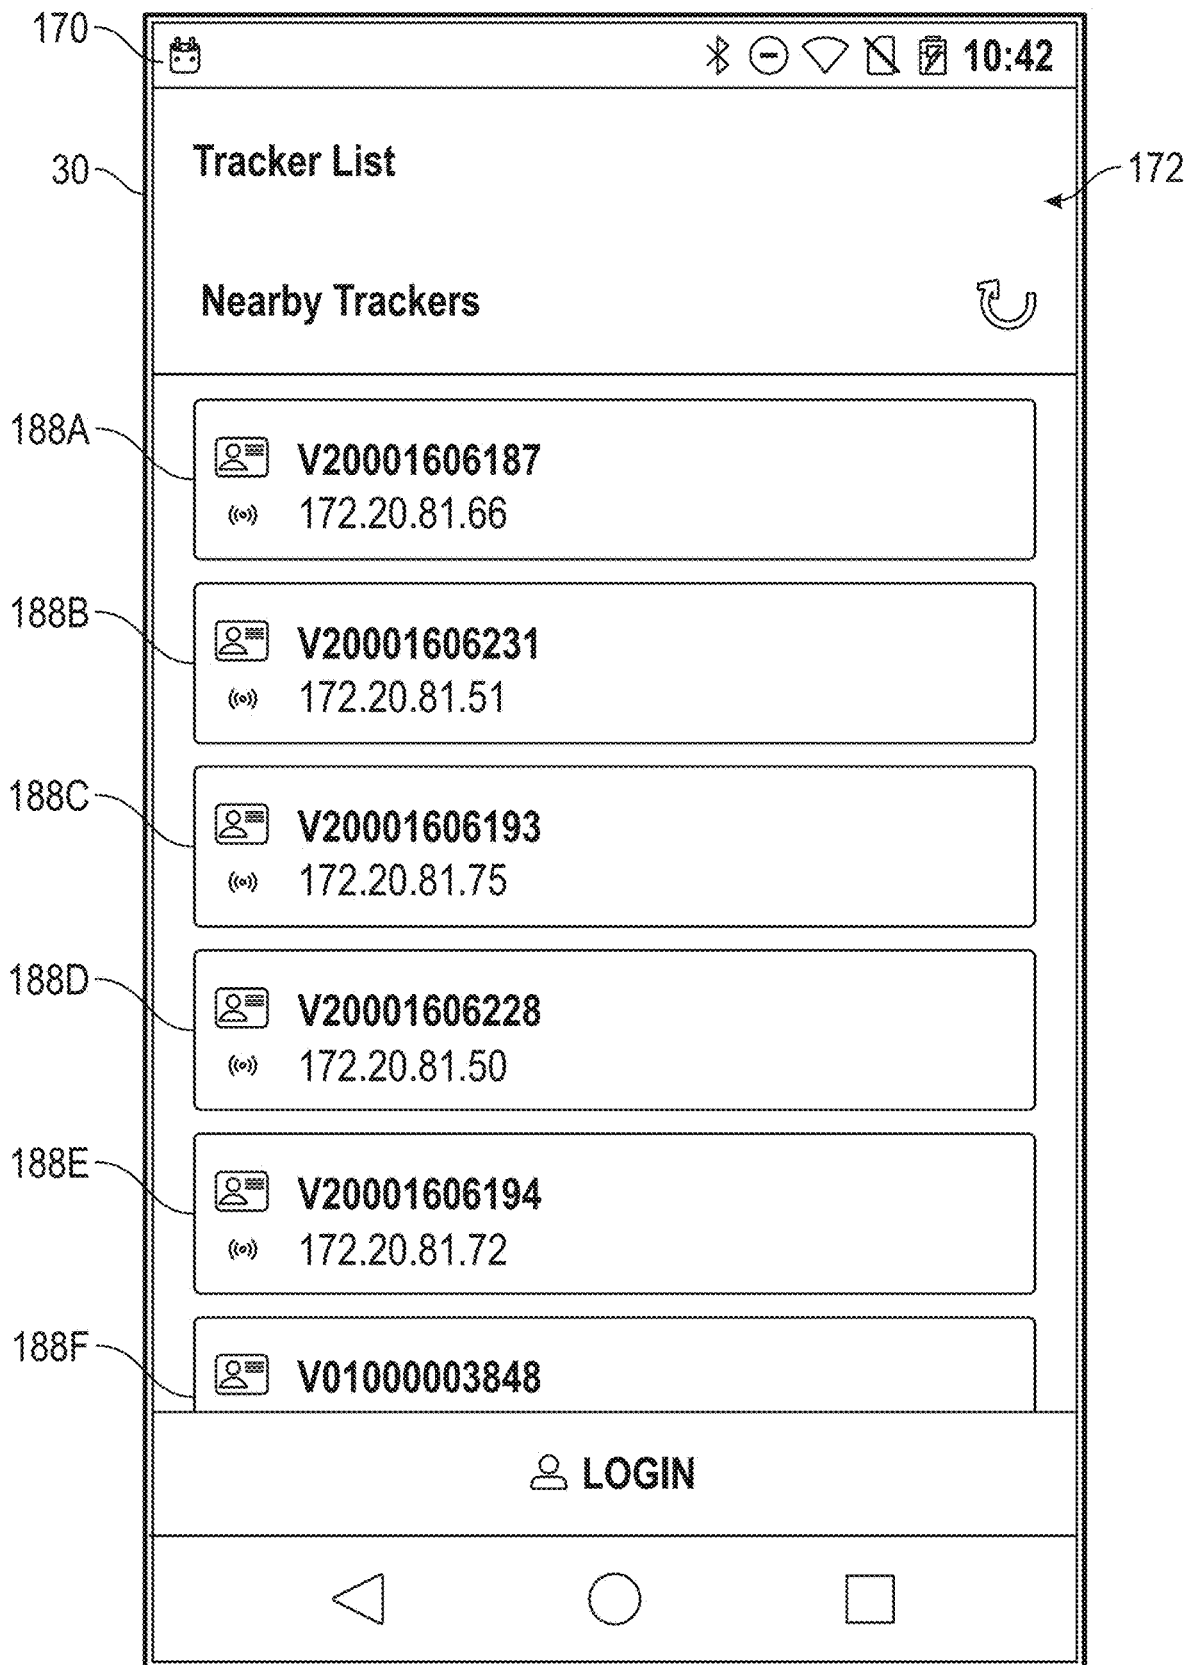 170
10:42
30
Tracker List
172
Nearby Trackers
188A
V20001606187
172.20.81.66
188B
V20001606231
172.20.81.51
188C
V20001606193
172.20.81.75
188D
V20001606228
172.20.81.50
188E
V20001606194
172.20.81.72
188F
V01000003848
LOGIN